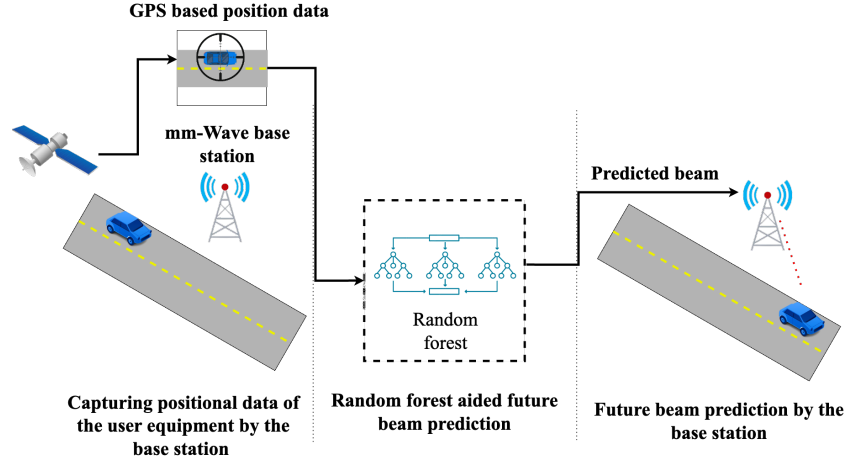 GPS based position data
mm-Wave base
station
Predicted beam
Random
forest
Capturing positional data of
the user equipment by the
base station
Random forest aided future
beam prediction
Future beam prediction by the
base station